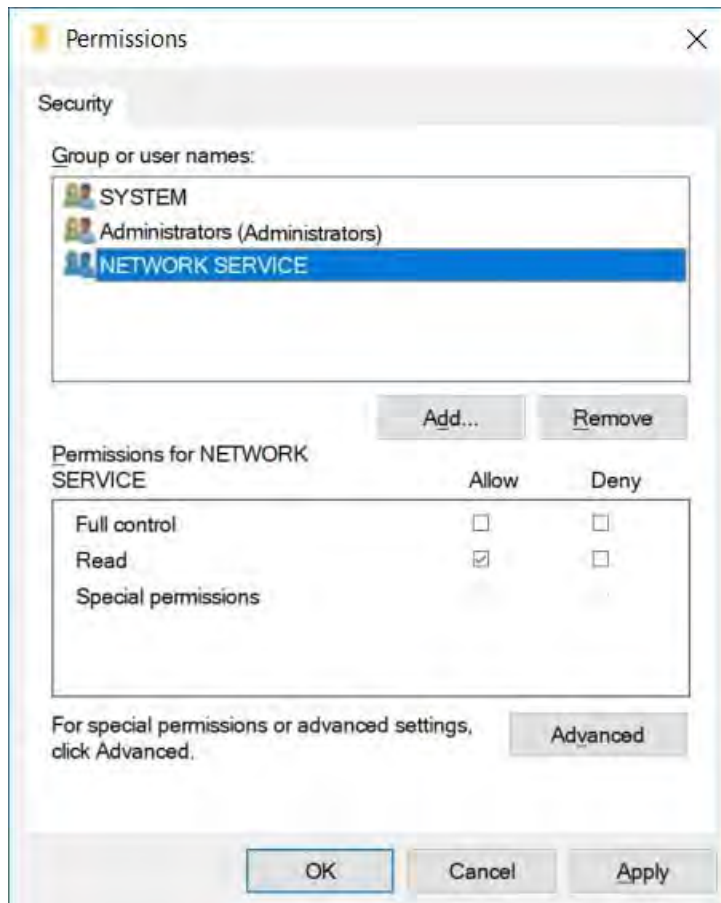 Permissions
Security
Group or user names:
SYSTEM
Administrators (Administrators)
NETWORK SERVICE
Add...
Remove
Permissions for NETWORK
SERVICE
Allow
Deny
Full control
Read
Special permissions
For special permissions or advanced settings,
click Advanced.
Advanced
OK
Cancel
Apply